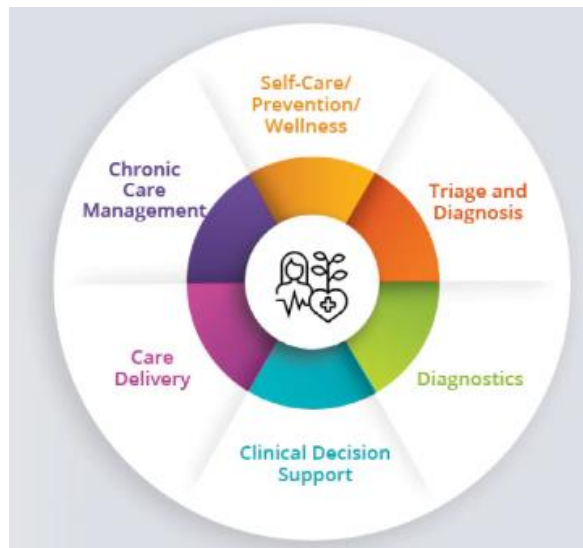 Self-Care/
Prevention/
Wellness
Triage and
Diagnosis
Diagnostics
Clinical Decision
Support
Care
Delivery
Chronic
Care
Management